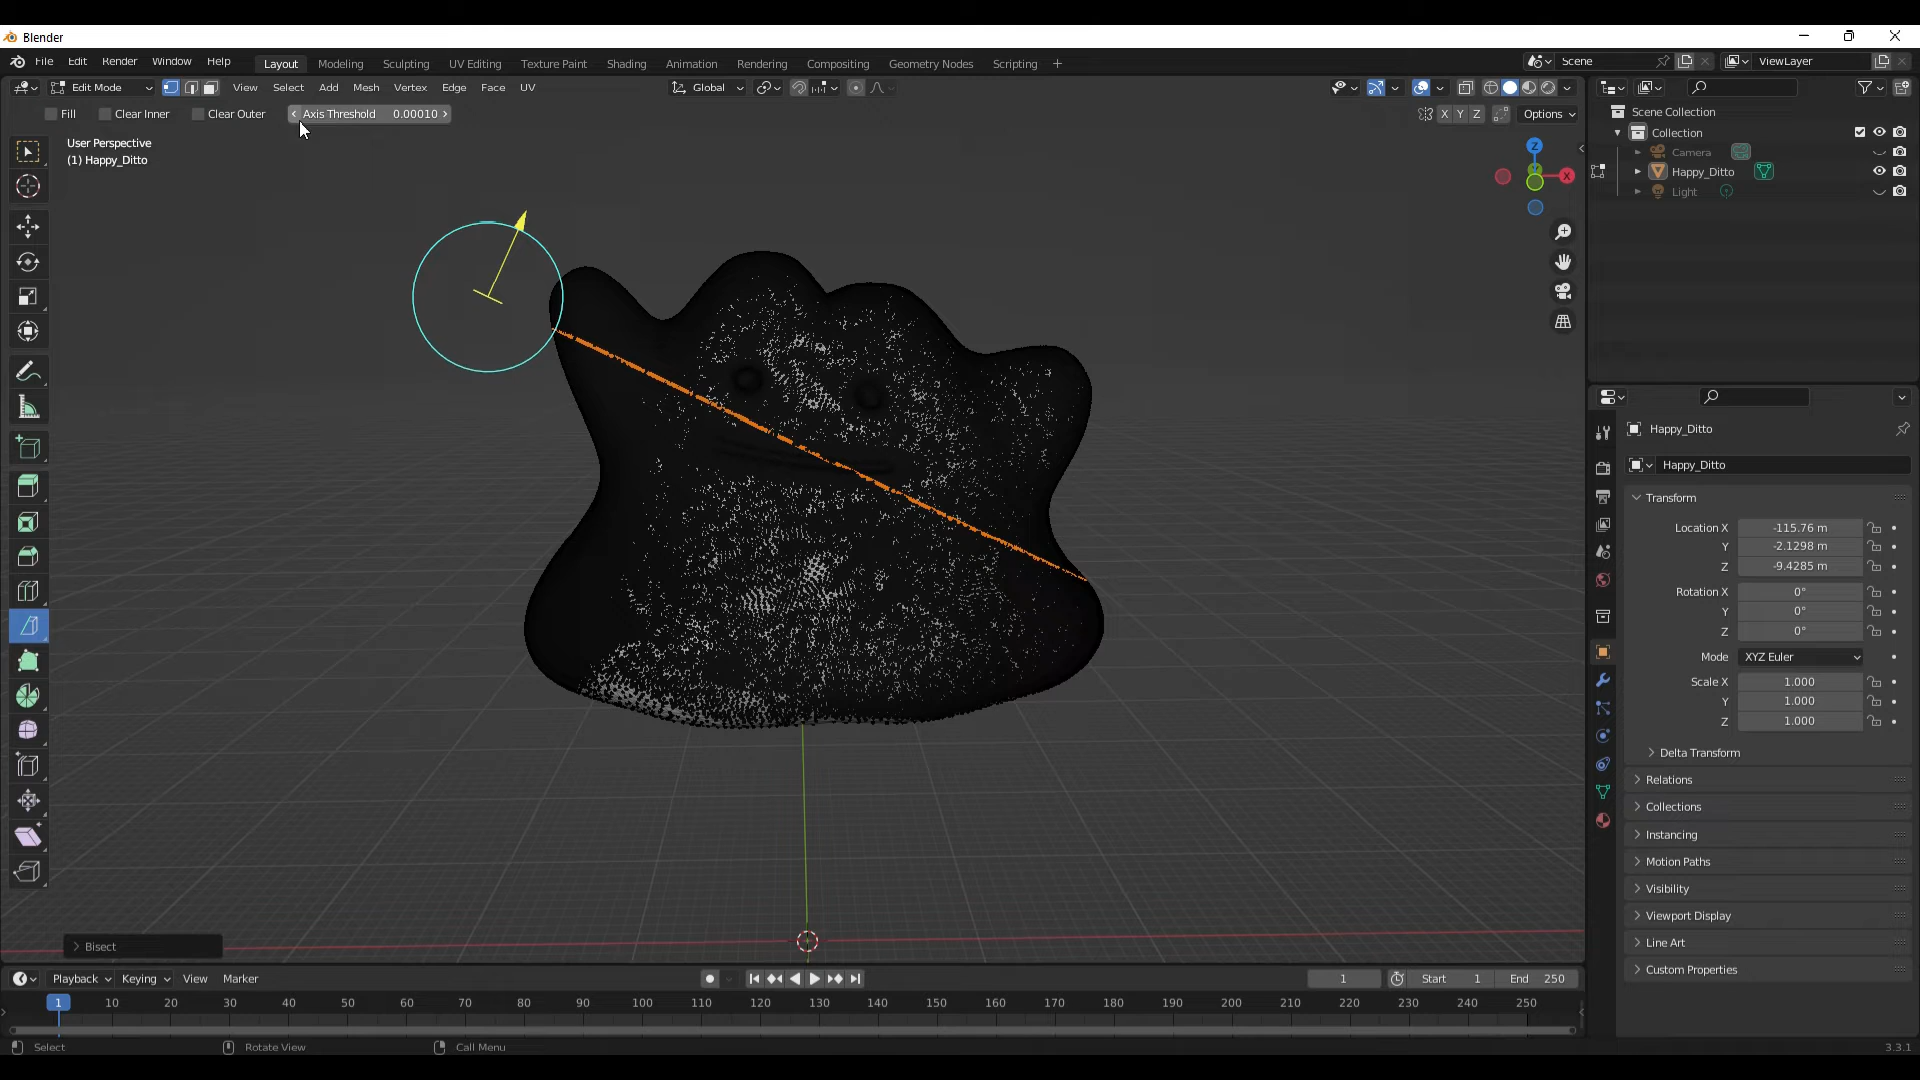 Blender
File Edit Render Window Help Layout Modeling Sculpting UV Editing Texture Paint Shading Animation Rendering Compositing Geometry Nodes Scripting + Scene ViewLayer
Edit Mode View Select Add Mesh Vertex Edge Face UV Global
Fill Clear Inner Clear Outer Axis Threshold 0.00010 X Y Z Options
User Perspective
(1) Happy_Ditto
Z
X
Scene Collection
Collection
Camera
Happy_Ditto
Light
Happy_Ditto
Happy_Ditto
Transform
Location X -115.76 m
Y -2.1298 m
Z -9.4285 m
Rotation X 0°
Y 0°
Z 0°
Mode XYZ Euler
Scale X 1.000
Y 1.000
Z 1.000
Delta Transform
Relations
Collections
Instancing
Motion Paths
Visibility
Viewport Display
Line Art
Custom Properties
Bisect
Playback Keying View Marker 1 Start 1 End 250
1 10 20 30 40 50 60 70 80 90 100 110 120 130 140 150 160 170 180 190 200 210 220 230 240 250
Select Rotate View Call Menu 3.3.1